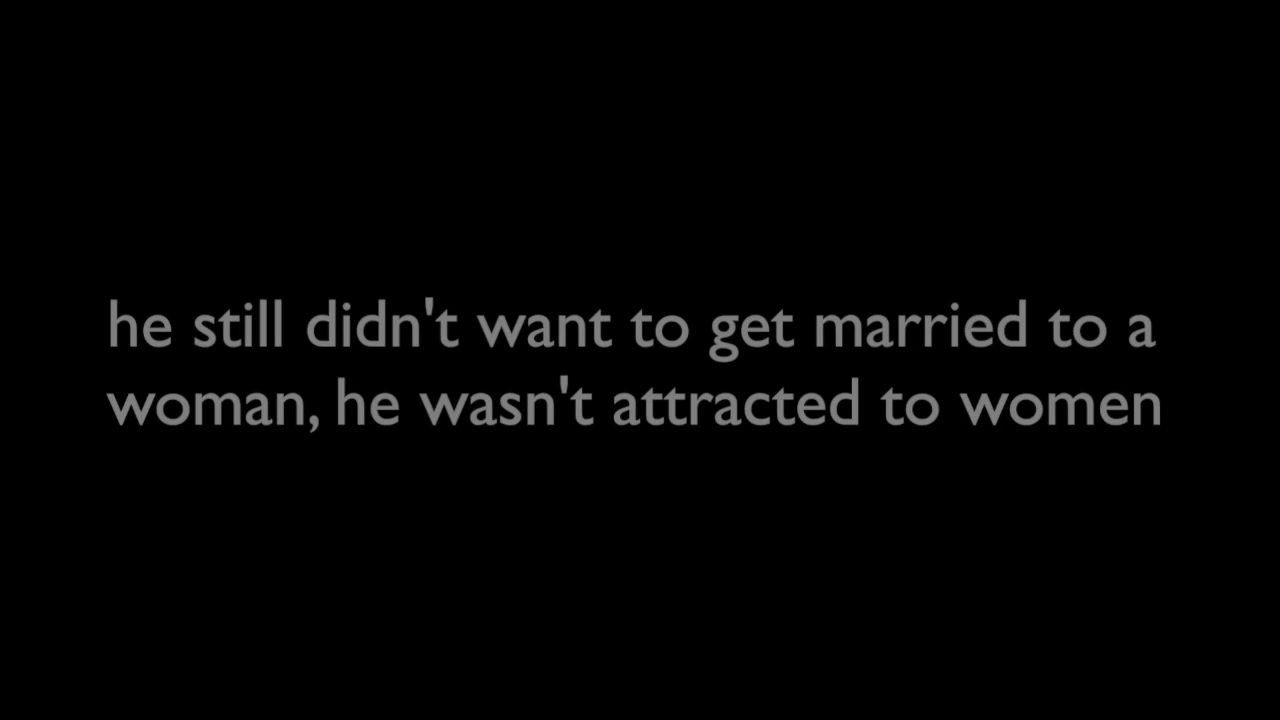 he still didn't want to get married to a
woman, he wasn't attracted to women